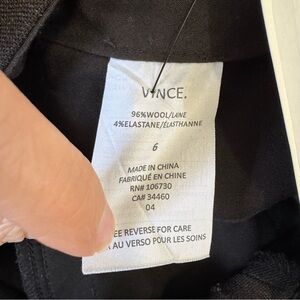 VINCE.
96%WOOL/LAINE
4%ELASTANE/ÉLASTHANNE
6
MADE IN CHINA
FABRIQUÉ EN CHINE
RN# 106730
CA# 34460
04
EE REVERSE FOR CARE
AU VERSO POUR LES SOINS